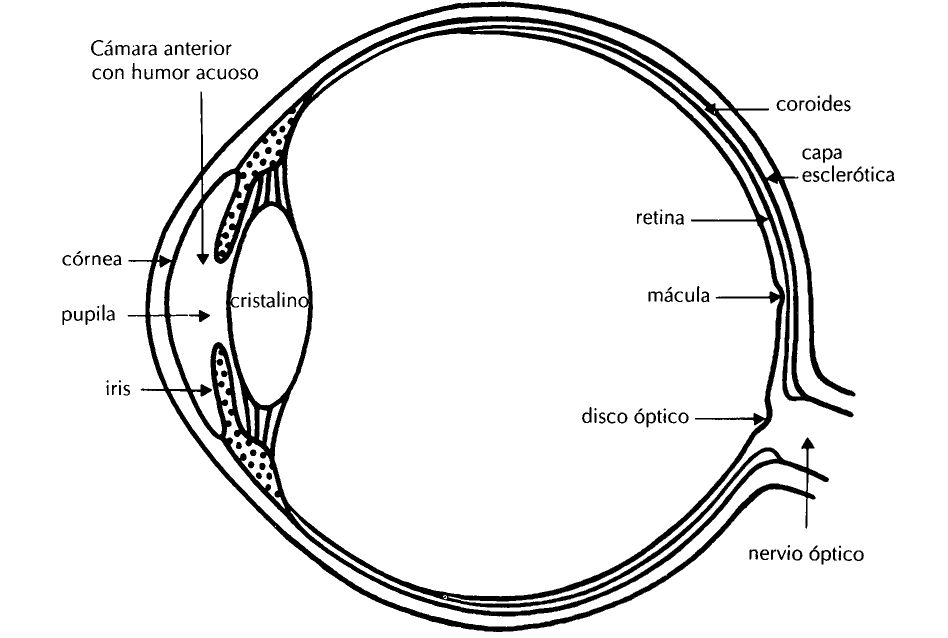 Cámara anterior
con humor acuoso
coroides
capa
esclerótica
retina
córnea
cristalino
mácula
pupila
iris
disco óptico
nervio óptico